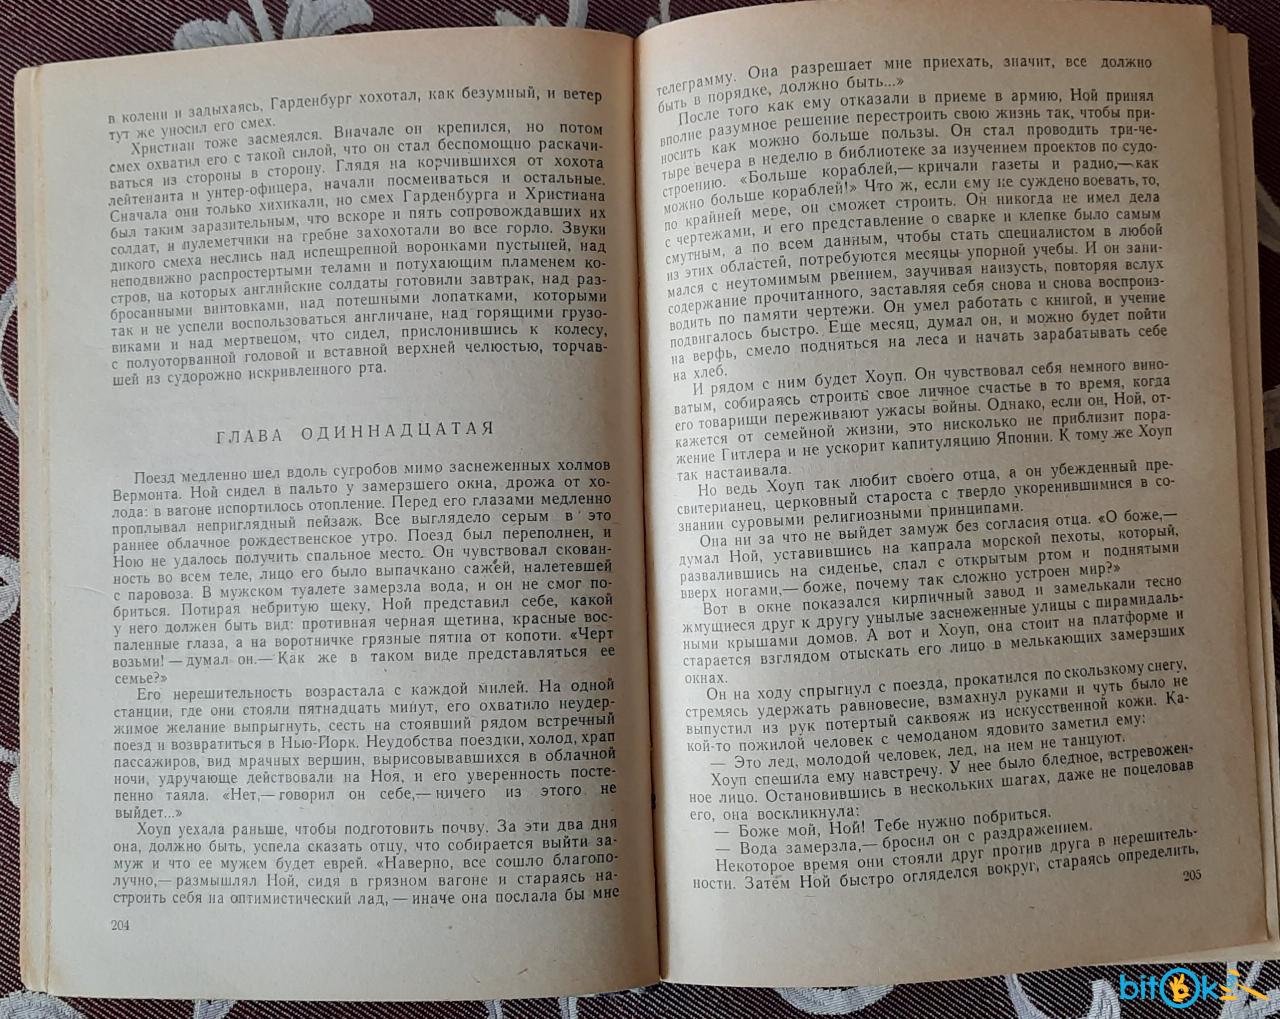 в колени и задыхаясь, Гарденбург хохотал, как безумный, и ветер
тут же уносил его смех.
Христиан тоже засмеялся. Вначале он крепился, но потом
смех охватил его с такой силой, что он стал беспомощно раскачи-
ваться из стороны в сторону. Глядя на корчившихся от хохота
лейтенанта и унтер-офицера, начали посмеиваться и остальные.
Сначала они только хихикали, но смех Гарденбурга и Христиана
был таким заразительным, что вскоре и пять сопровождавших их
солдат, и пулеметчики на гребне захохотали во все горло. Звуки
дикого смеха неслись над испещренной воронками пустыней, над
неподвижно распростертыми телами и потухающим пламенем ко-
стров, на которых английские солдаты готовили завтрак, над раз-
бросанными винтовками, над потешными лопатками, которыми
так и не успели воспользоваться англичане, над горящими грузо-
виками и над мертвецом, что сидел, прислонившись к колесу,
с полуоторванной головой и вставной верхней челюстью, торчав-
шей из судорожно искривленного рта.
ГЛАВА ОДИННАДЦАТАЯ
Поезд медленно шел вдоль сугробов мимо заснеженных холмов
Вермонта. Ной сидел в пальто у замерзшего окна, дрожа от хо-
лода: в вагоне испортилось отопление. Перед его глазами медленно
проплывал неприглядный пейзаж. Все выглядело серым в это
раннее облачное рождественское утро. Поезд был переполнен, и
Ною не удалось получить спальное место. Он чувствовал скован-
ность во всем теле, лицо его было выпачкано сажей, налетевшей
с паровоза. В мужском туалете замерзла вода, и он не смог по-
бриться. Потирая небритую щеку, Ной представил себе, какой
у него должен быть вид: противная черная щетина, красные вос-
паленные глаза, а на воротничке грязные пятна от копоти. «Черт
возьми! — думал он.— Как же в таком виде представляться ее
семье?»
Его нерешительность возрастала с каждой милей. На одной
станции, где они стояли пятнадцать минут, его охватило неудер-
жимое желание выпрыгнуть, сесть на стоявший рядом встречный
поезд и возвратиться в Нью-Йорк. Неудобства поездки, холод, храп
пассажиров, вид мрачных вершин, вырисовывавшихся в облачной
ночи, удручающе действовали на Ноя, и его уверенность посте-
пенно таяла. «Нет,— говорил он себе,— ничего из этого не
выйдет...»
Хоуп уехала раньше, чтобы подготовить почву. За эти два дня
она, должно быть, успела сказать отцу, что собирается выйти за-
муж и что ее мужем будет еврей. «Наверно, все сошло благопо-
лучно,— размышлял Ной, сидя в грязном вагоне и стараясь на-
строить себя на оптимистический лад, — иначе она послала бы мне
204
телеграмму. Она разрешает мне приехать, значит, все должно
быть в порядке, должно быть...»
После того как ему отказали в приеме в армию, Ной принял
вполне разумное решение перестроить свою жизнь так, чтобы при-
носить как можно больше пользы. Он стал проводить три-че-
тыре вечера в неделю в библиотеке за изучением проектов по судо-
строению. «Больше кораблей,— кричали газеты и радио,— как
можно больше кораблей!» Что ж, если ему не суждено воевать, то,
по крайней мере, он сможет строить. Он никогда не имел дела
с чертежами, и его представление о сварке и клепке было самым
смутным, а по всем данным, чтобы стать специалистом в любой
из этих областей, потребуются месяцы упорной учебы. И он зани-
мался с неутомимым рвением, заучивая наизусть, повторяя вслух
содержание прочитанного, заставляя себя снова и снова воспроиз-
водить по памяти чертежи. Он умел работать с книгой, и учение
подвигалось быстро. Еще месяц, думал он, и можно будет пойти
на верфь, смело подняться на леса и начать зарабатывать себе
на хлеб.
И рядом с ним будет Хоуп. Он чувствовал себя немного вино-
ватым, собираясь строить свое личное счастье в то время, когда
его товарищи переживают ужасы войны. Однако, если он, Ной, от-
кажется от семейной жизни, это нисколько не приблизит пора-
жение Гитлера и не ускорит капитуляцию Японии. К тому же Хоуп
так настаивала.
Но ведь Хоуп так любит своего отца, а он убежденный пре-
свитерианец, церковный староста с твердо укоренившимися в со-
знании суровыми религиозными принципами.
Она ни за что не выйдет замуж без согласия отца. «О боже,—
думал Ной, уставившись на капрала морской пехоты, который,
развалившись на сиденье, спал с открытым ртом и поднятыми
вверх ногами,— боже, почему так сложно устроен мир?»
Вот в окне показался кирпичный завод и замелькали тесно
жмущиеся друг к другу унылые заснеженные улицы с пирамидаль-
ными крышами домов. А вот и Хоуп, она стоит на платформе и
старается взглядом отыскать его лицо в мелькающих замерзших
окнах.
Он на ходу спрыгнул с поезда, прокатился по скользкому снегу,
стремясь удержать равновесие, взмахнул руками и чуть было не
выпустил из рук потертый саквояж из искусственной кожи. Ка-
кой-то пожилой человек с чемоданом ядовито заметил ему:
— Это лед, молодой человек, лед, на нем не танцуют.
Хоуп спешила ему навстречу. У нее было бледное, встревожен-
ное лицо. Остановившись в нескольких шагах, даже не поцеловав
его, она воскликнула:
— Боже мой, Ной! Тебе нужно побриться.
— Вода замерзла,— бросил он с раздражением.
Некоторое время они стояли друг против друга в нерешитель-
ности. Затем Ной быстро огляделся вокруг, стараясь определить,
205
bitok